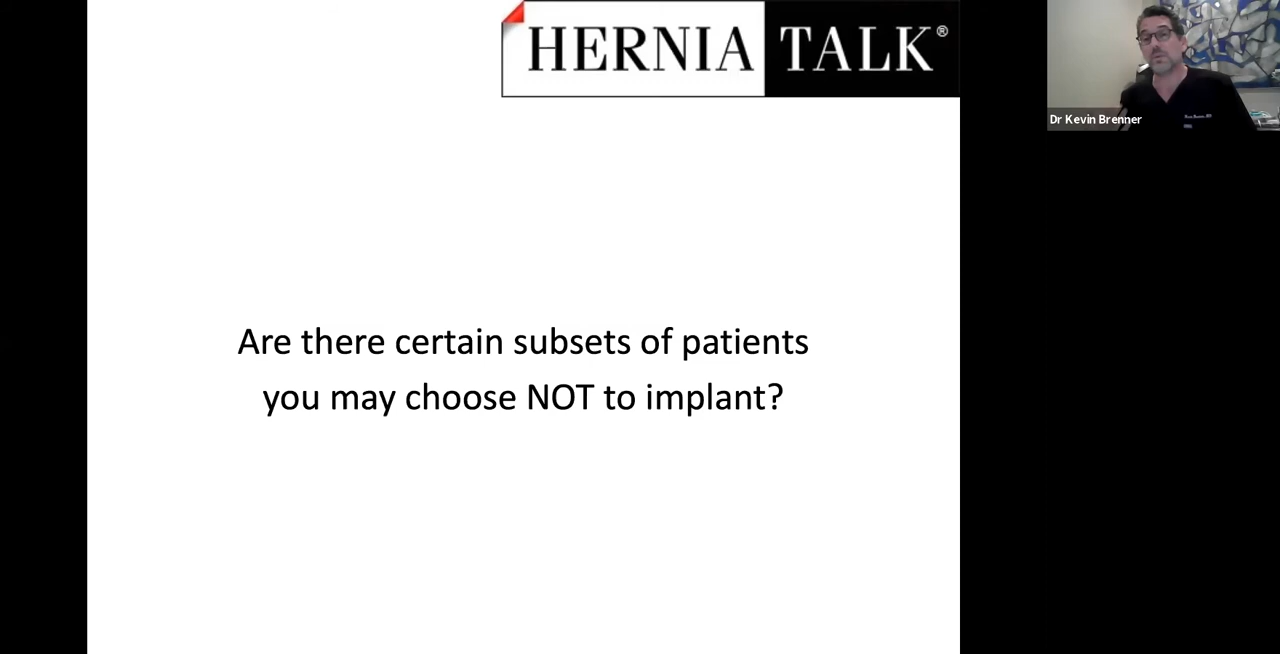 HERNIA TALK®
Dr Kevin Brenner
Are there certain subsets of patients
you may choose NOT to implant?